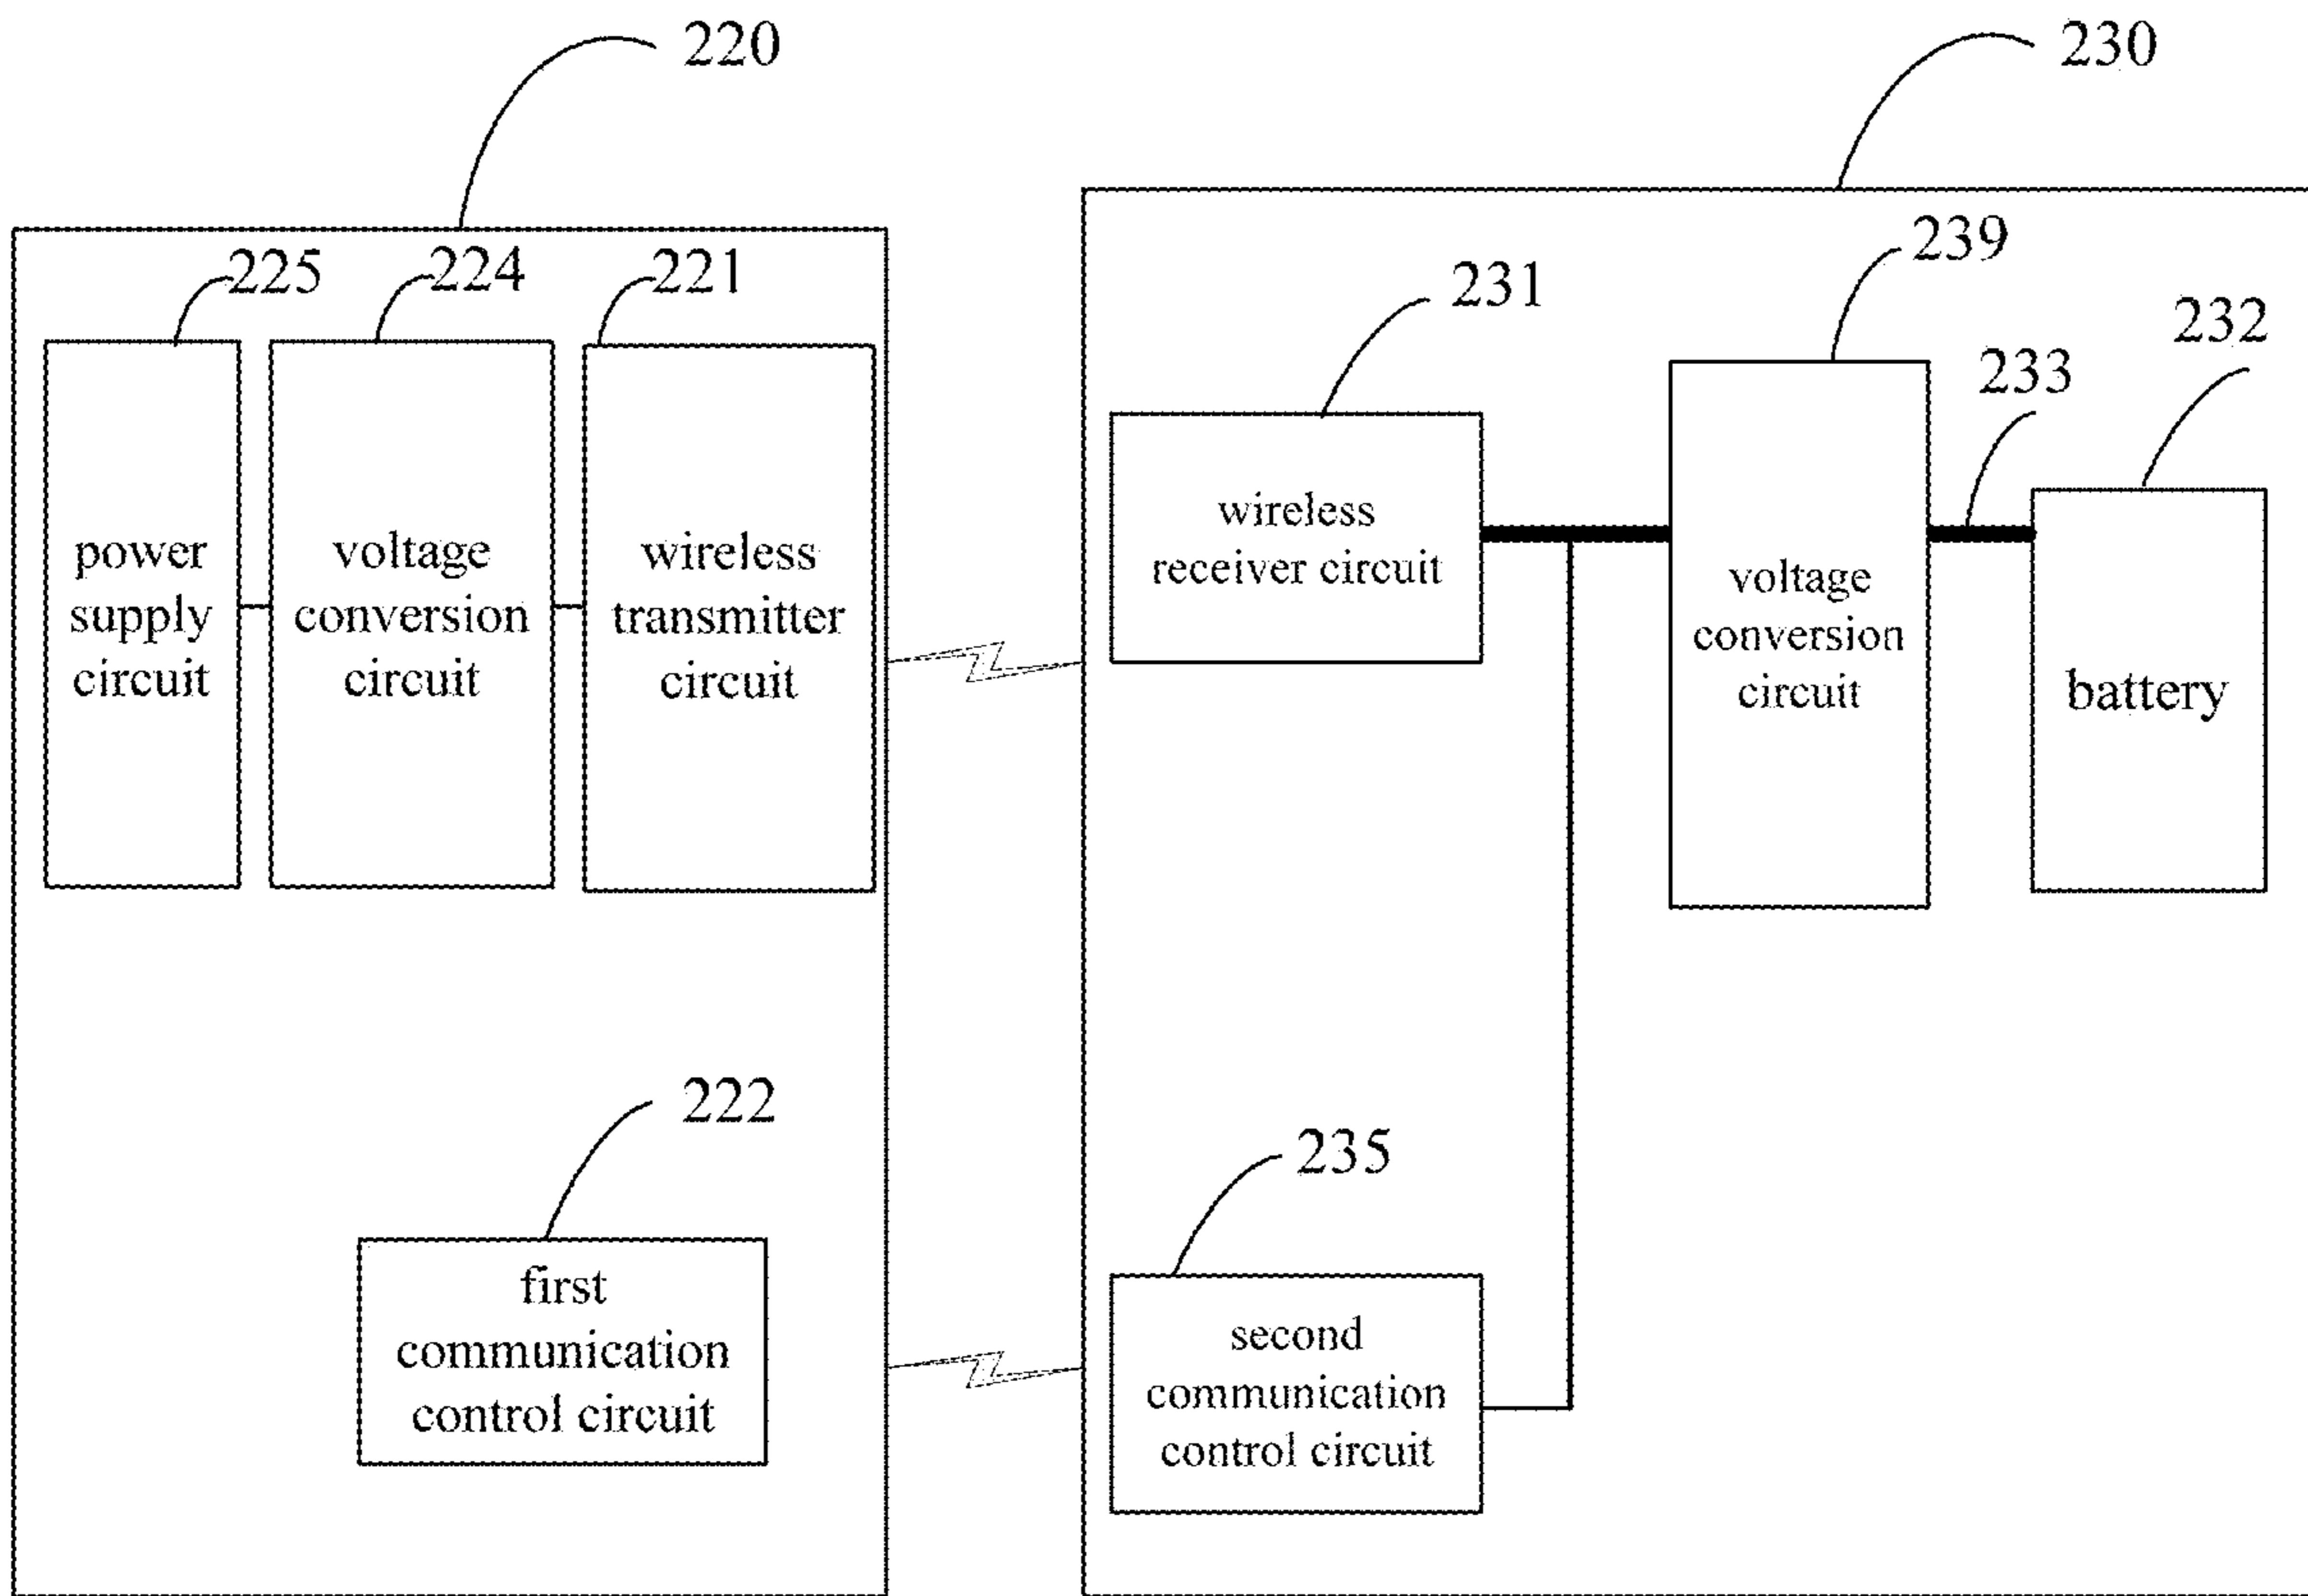 220
230
225
224
221
231
239
233
232
power
supply
circuit
voltage
conversion
circuit
wireless
transmitter
circuit
wireless
receiver circuit
voltage
conversion
circuit
battery
222
first
communication
control circuit
235
second
communication
control circuit